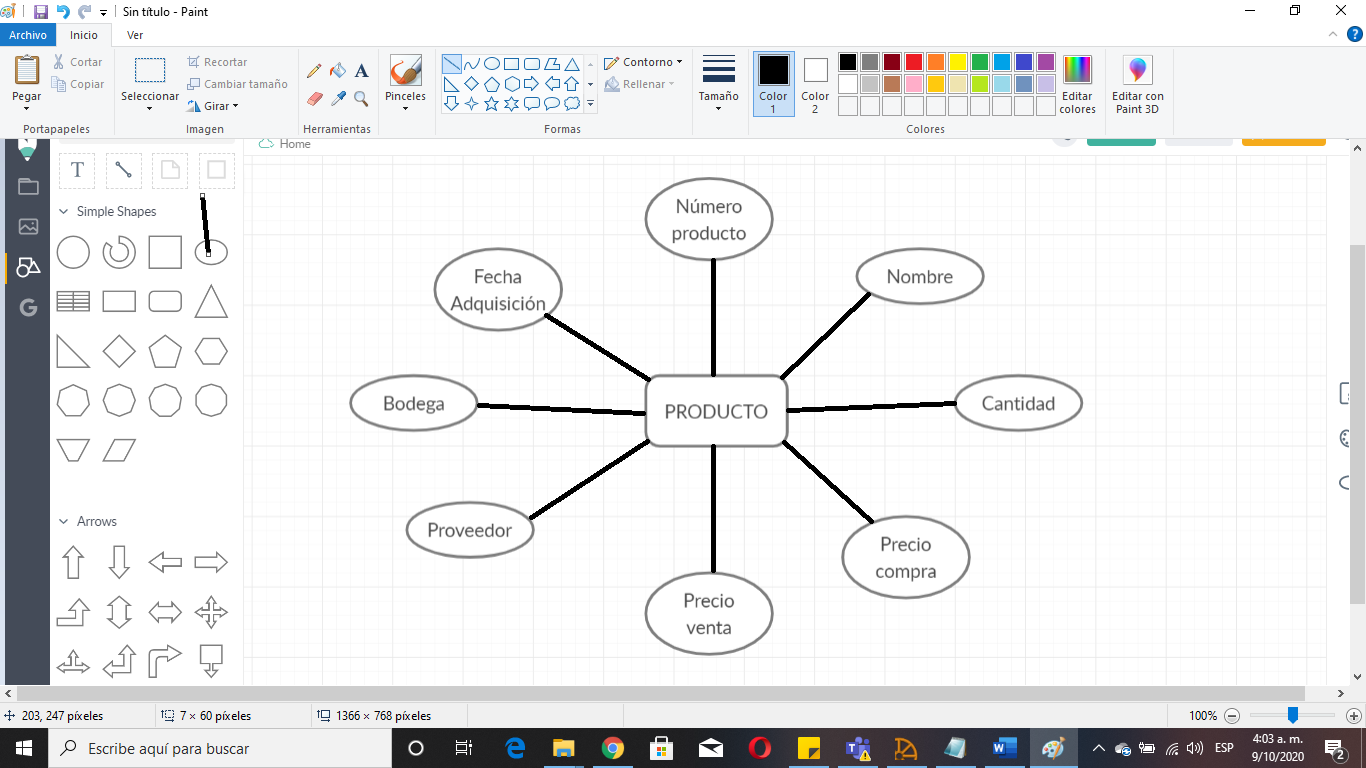 Sin título - Paint
Archivo
Inicio
Ver
Pegar
Cortar
Copiar
Portapapeles
Seleccionar
Recortar
Cambiar tamaño
Girar
Imagen
A
Herramientas
Pinceles
Contorno
Rellenar
Formas
Tamaño
Color
1
Color
2
Editar
colores
Colores
Editar con
Paint 3D
Home
T
Simple Shapes
G
Arrows
Número
producto
Fecha
Adquisición
Nombre
Bodega
PRODUCTO
Cantidad
Proveedor
Precio
compra
Precio
venta
203, 247 píxeles
7 × 60 píxeles
1366 × 768 píxeles
100%
Escribe aquí para buscar
ESP
4:03 a. m.
9/10/2020
2